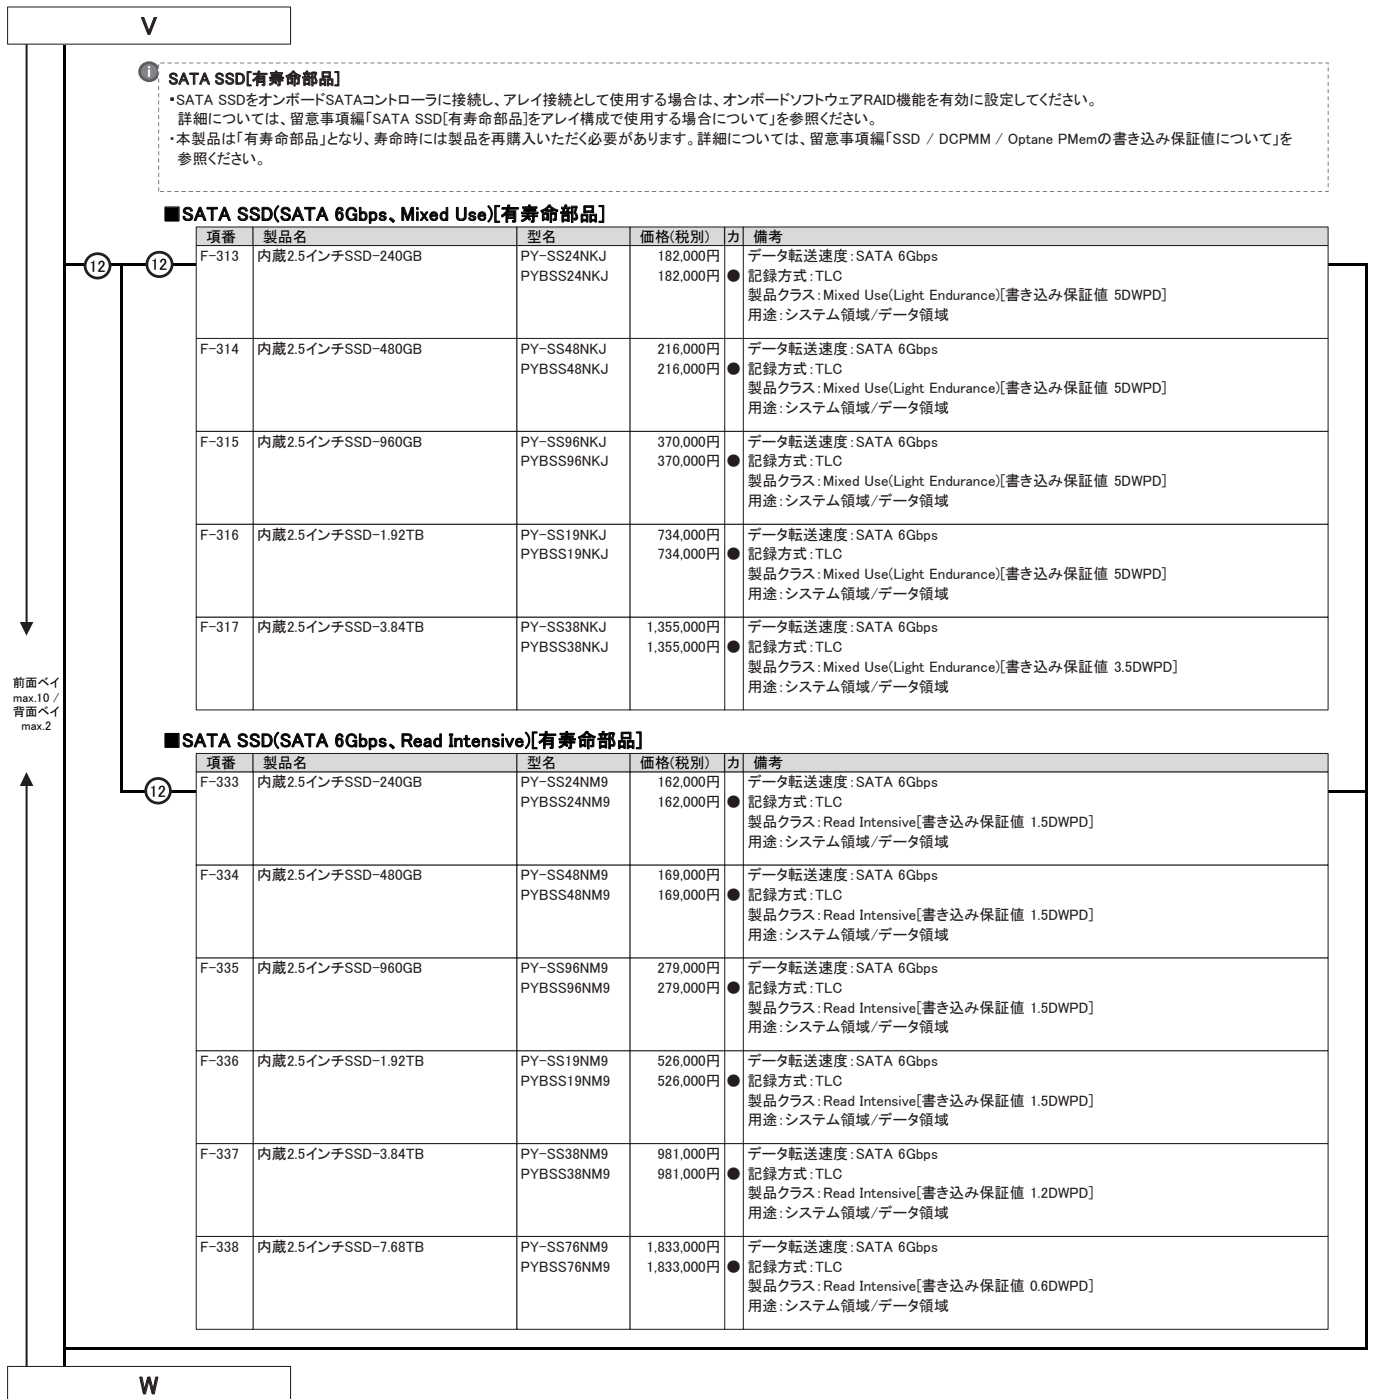 V
SATA SSD[有寿命部品]
・SATA SSDをオンボードSATAコントローラに接続し、アレイ接続として使用する場合は、オンボードソフトウェアRAID機能を有効に設定してください。
詳細については、留意事項編「SATA SSD[有寿命部品]をアレイ構成で使用する場合について」を参照ください。
・本製品は「有寿命部品」となり、寿命時には製品を再購入いただく必要があります。詳細については、留意事項編「SSD / DCPMM / Optane PMemの書き込み保証値について」を
参照ください。
■SATA SSD(SATA 6Gbps、Mixed Use)[有寿命部品]
項番 製品名 型名 価格(税別) カ 備考
⑫ ⑫
F-313 内蔵2.5インチSSD-240GB PY-SS24NKJ 182,000円 データ転送速度:SATA 6Gbps
PYBSS24NKJ 182,000円 ● 記録方式:TLC
製品クラス:Mixed Use(Light Endurance)[書き込み保証値 5DWPD]
用途:システム領域/データ領域
F-314 内蔵2.5インチSSD-480GB PY-SS48NKJ 216,000円 データ転送速度:SATA 6Gbps
PYBSS48NKJ 216,000円 ● 記録方式:TLC
製品クラス:Mixed Use(Light Endurance)[書き込み保証値 5DWPD]
用途:システム領域/データ領域
F-315 内蔵2.5インチSSD-960GB PY-SS96NKJ 370,000円 データ転送速度:SATA 6Gbps
PYBSS96NKJ 370,000円 ● 記録方式:TLC
製品クラス:Mixed Use(Light Endurance)[書き込み保証値 5DWPD]
用途:システム領域/データ領域
F-316 内蔵2.5インチSSD-1.92TB PY-SS19NKJ 734,000円 データ転送速度:SATA 6Gbps
PYBSS19NKJ 734,000円 ● 記録方式:TLC
製品クラス:Mixed Use(Light Endurance)[書き込み保証値 5DWPD]
用途:システム領域/データ領域
F-317 内蔵2.5インチSSD-3.84TB PY-SS38NKJ 1,355,000円 データ転送速度:SATA 6Gbps
PYBSS38NKJ 1,355,000円 ● 記録方式:TLC
製品クラス:Mixed Use(Light Endurance)[書き込み保証値 3.5DWPD]
用途:システム領域/データ領域
前面ベイ
max.10 /
背面ベイ
max.2
■SATA SSD(SATA 6Gbps、Read Intensive)[有寿命部品]
項番 製品名 型名 価格(税別) カ 備考
⑫
F-333 内蔵2.5インチSSD-240GB PY-SS24NM9 162,000円 データ転送速度:SATA 6Gbps
PYBSS24NM9 162,000円 ● 記録方式:TLC
製品クラス:Read Intensive[書き込み保証値 1.5DWPD]
用途:システム領域/データ領域
F-334 内蔵2.5インチSSD-480GB PY-SS48NM9 169,000円 データ転送速度:SATA 6Gbps
PYBSS48NM9 169,000円 ● 記録方式:TLC
製品クラス:Read Intensive[書き込み保証値 1.5DWPD]
用途:システム領域/データ領域
F-335 内蔵2.5インチSSD-960GB PY-SS96NM9 279,000円 データ転送速度:SATA 6Gbps
PYBSS96NM9 279,000円 ● 記録方式:TLC
製品クラス:Read Intensive[書き込み保証値 1.5DWPD]
用途:システム領域/データ領域
F-336 内蔵2.5インチSSD-1.92TB PY-SS19NM9 526,000円 データ転送速度:SATA 6Gbps
PYBSS19NM9 526,000円 ● 記録方式:TLC
製品クラス:Read Intensive[書き込み保証値 1.5DWPD]
用途:システム領域/データ領域
F-337 内蔵2.5インチSSD-3.84TB PY-SS38NM9 981,000円 データ転送速度:SATA 6Gbps
PYBSS38NM9 981,000円 ● 記録方式:TLC
製品クラス:Read Intensive[書き込み保証値 1.2DWPD]
用途:システム領域/データ領域
F-338 内蔵2.5インチSSD-7.68TB PY-SS76NM9 1,833,000円 データ転送速度:SATA 6Gbps
PYBSS76NM9 1,833,000円 ● 記録方式:TLC
製品クラス:Read Intensive[書き込み保証値 0.6DWPD]
用途:システム領域/データ領域
W